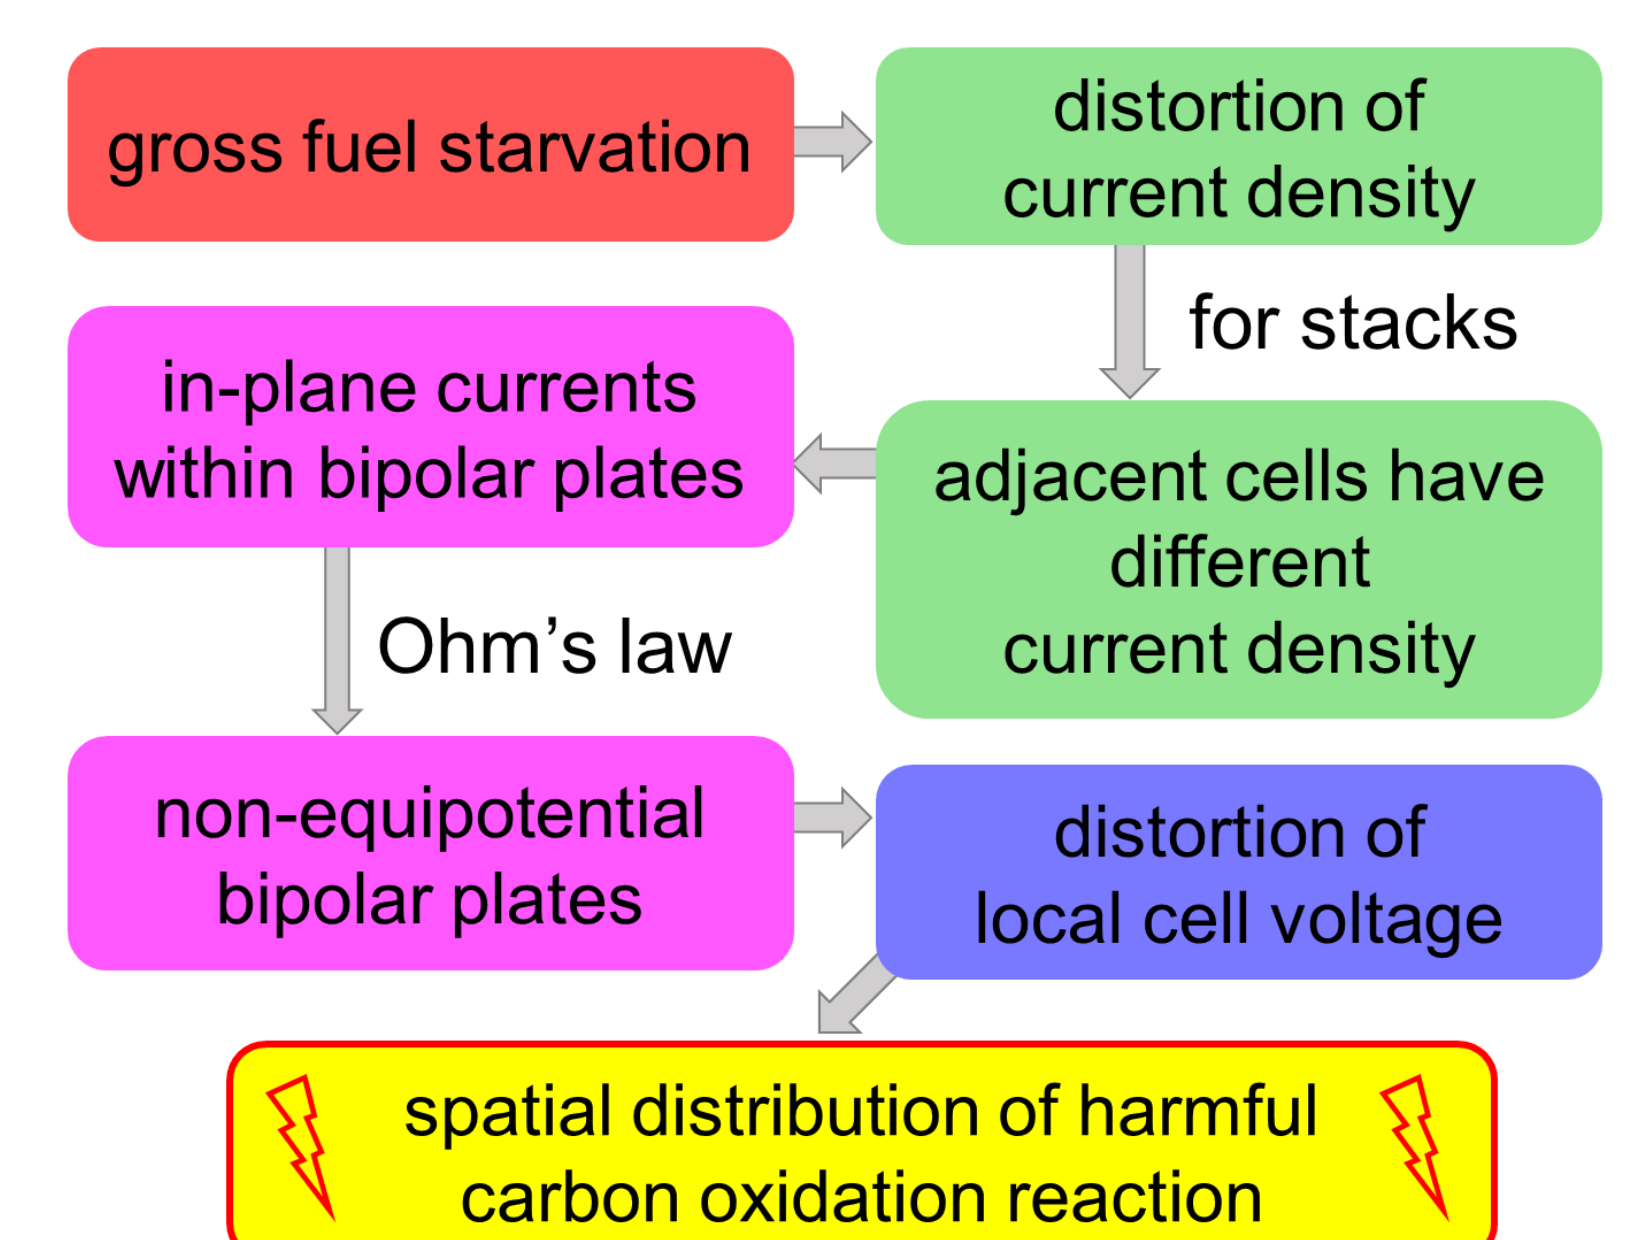 gross fuel starvation
distortion of
current density
for stacks
adjacent cells have
different
current density
in-plane currents
within bipolar plates
Ohm’s law
non-equipotential
bipolar plates
distortion of
local cell voltage
spatial distribution of harmful
carbon oxidation reaction